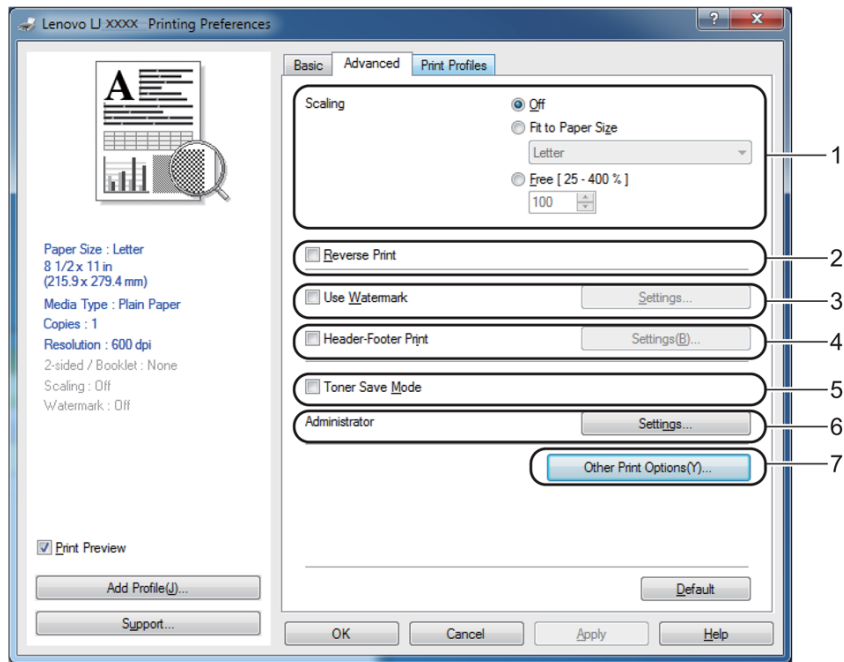 Lenovo LJ XXXX Printing Preferences
Basic
Advanced
Print Profiles
A
Scaling
Off
Fit to Paper Size
Letter
Free [ 25 - 400 % ]
100
1
Paper Size : Letter
8 1/2 x 11 in
(215.9 x 279.4 mm)
Media Type : Plain Paper
Copies : 1
Resolution : 600 dpi
2-sided / Booklet : None
Scaling : Off
Watermark : Off
Reverse Print
2
Use Watermark
Settings...
3
Header-Footer Print
Settings(B)...
4
Toner Save Mode
5
Administrator
Settings...
6
Other Print Options(Y)...
7
Print Preview
Add Profile(J)...
Support...
Default
OK
Cancel
Apply
Help